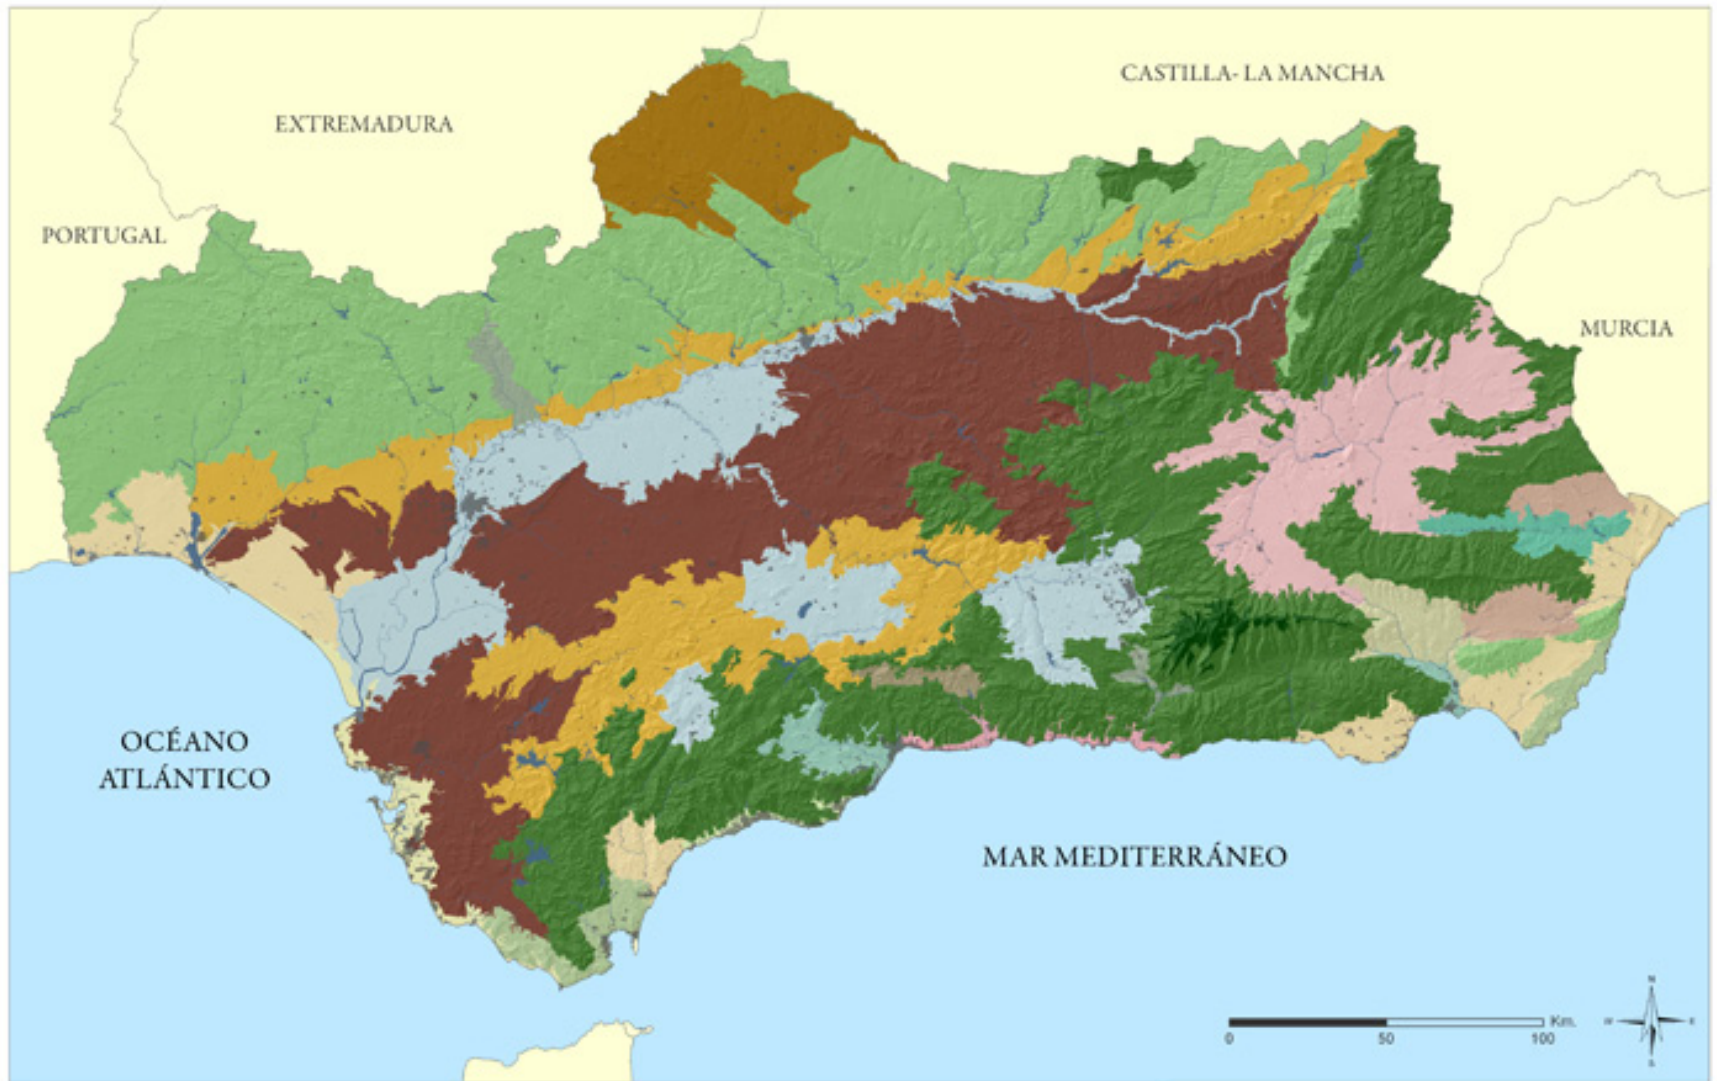 CASTILLA- LA MANCHA
EXTREMADURA
PORTUGAL
MURCIA
OCÉANO
ATLÁNTICO
MAR MEDITERRÁNEO
N
Km.
W
E
0
50
100
S